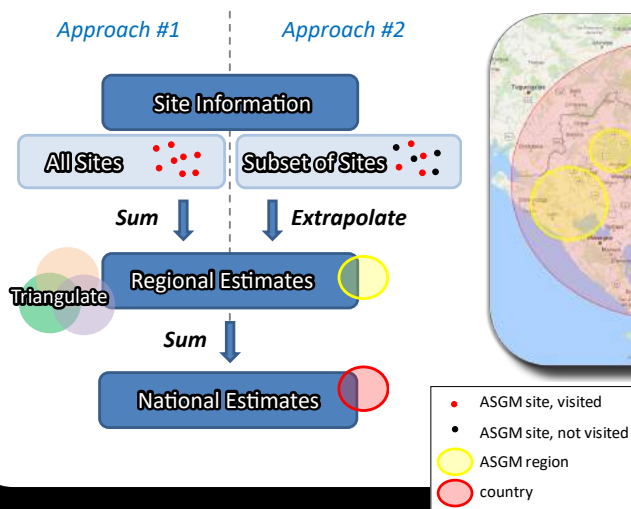 Approach #1
Approach #2
Site Information
All Sites
Subset of Sites
Sum
Extrapolate
Triangulate
Regional Estimates
Sum
National Estimates
ASGM site, visited
ASGM site, not visited
ASGM region
country